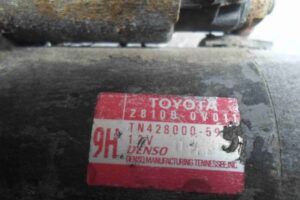 TOYOTA
28100-0V011
TN428000-59
9H 12V
DENSO
DENSO MANUFACTURING TENNESSEE, INC